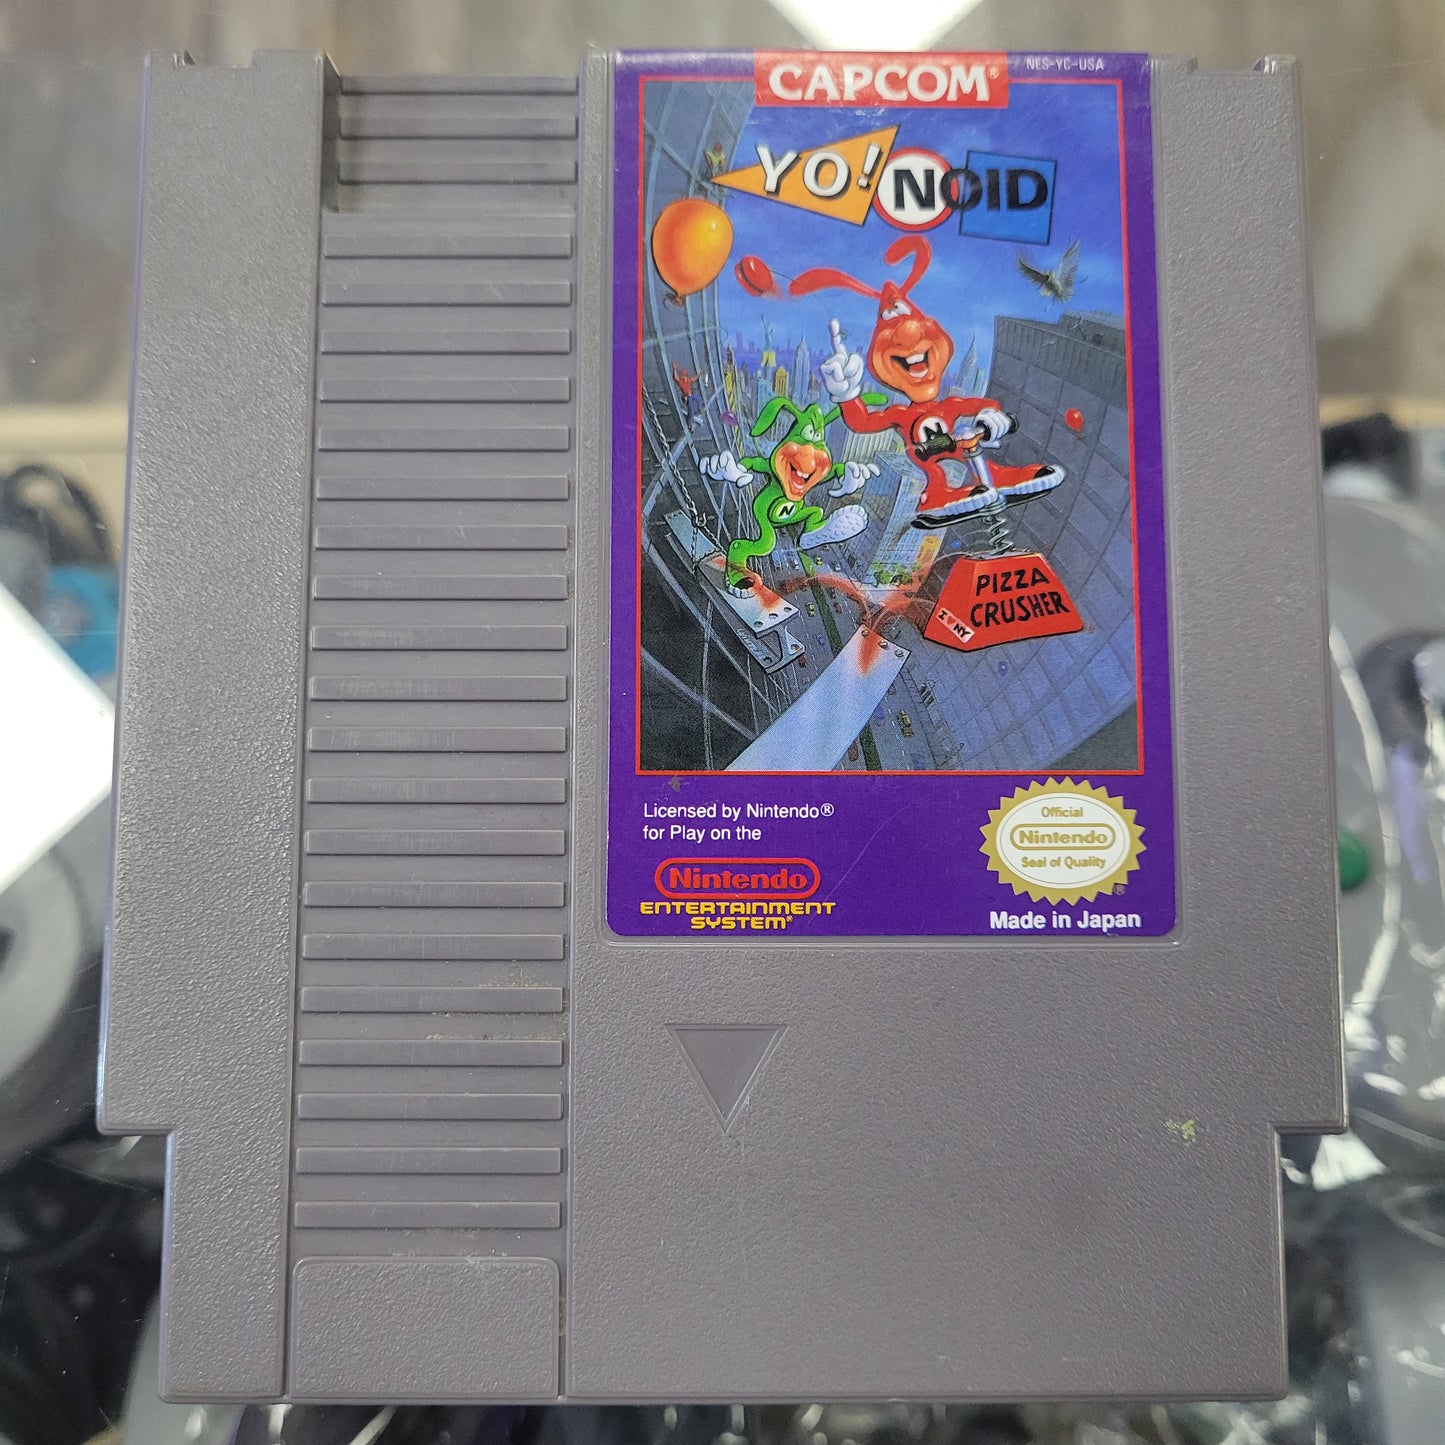 CAPCOM®
NES-YC-USA
YO! NOID
N
N
PIZZA
CRUSHER
I ♥ NY
Licensed by Nintendo®
for Play on the
Nintendo
ENTERTAINMENT
SYSTEM®
Official
Nintendo
Seal of Quality
®
Made in Japan